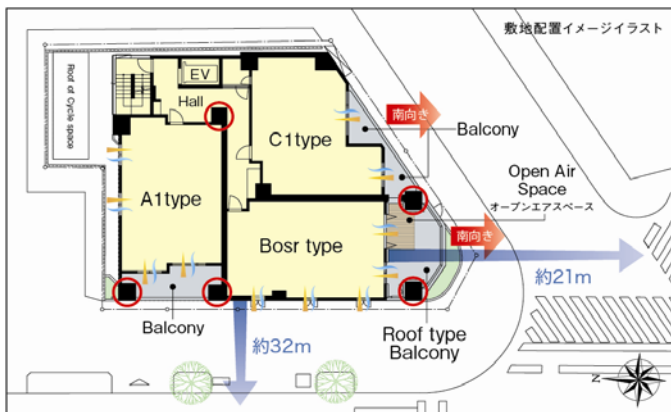 敷地配置イメージイラスト
Roof of Cycle space
EV
Hall
C1type
南向き
Balcony
A1type
Open Air
Space
オープンエアスペース
Bosr type
南向き
約21m
Balcony
約32m
Roof type
Balcony
N